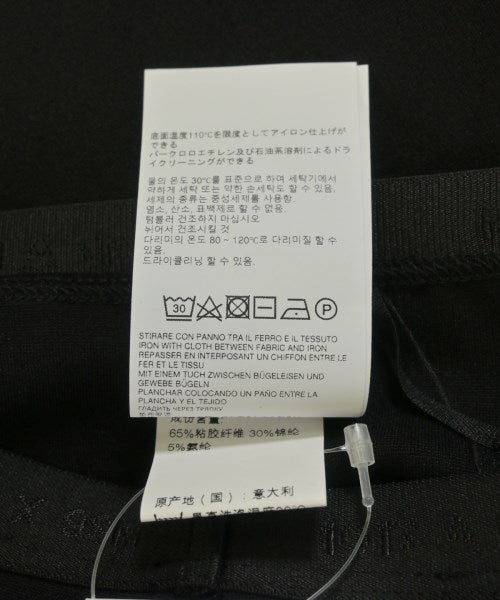 底面温度110℃を限度としてアイロン仕上げが
できる
パークロロエチレン及び石油系溶剤によるドラ
イクリーニングができる
물의 온도 30℃를 표준으로 하며 세탁기에서
약하게 세탁 또는 약한 손세탁도 할 수 있음.
세제의 종류는 중성세제를 사용함.
염소, 산소, 표백제로 할 수 없음.
텀블러 건조하지 마십시오
뉘어서 건조시킬 것
다리미의 온도 80 ~ 120℃로 다리미질 할 수
있음.
드라이클리닝 할 수 있음.
30 P
STIRARE CON PANNO TRA IL FERRO E IL TESSUTO
IRON WITH CLOTH BETWEEN FABRIC AND IRON
REPASSER EN INTERPOSANT UN CHIFFON ENTRE LE
FER ET LE TISSU
MIT EINEM TUCH ZWISCHEN BÜGELEISEN UND
GEWEBE BÜGELN
PLANCHAR COLOCANDO UN PAÑO ENTRE LA
PLANCHA Y EL TEJIDO
ГЛАДИТЬ ЧЕРЕЗ ТРЯПКУ
成份含量:
65%粘胶纤维 30%锦纶
5%氨纶
原产地（国）: 意大利